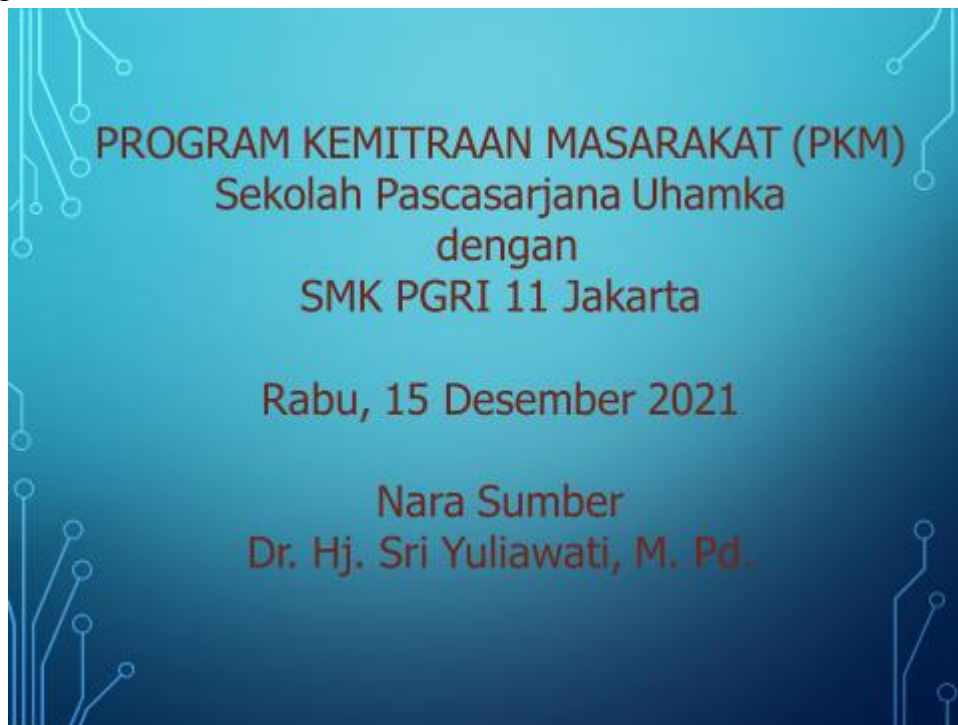 PROGRAM KEMITRAAN MASARAKAT (PKM)
Sekolah Pascasarjana Uhamka
dengan
SMK PGRI 11 Jakarta
Rabu, 15 Desember 2021
Nara Sumber
Dr. Hj. Sri Yuliawati, M. Pd.